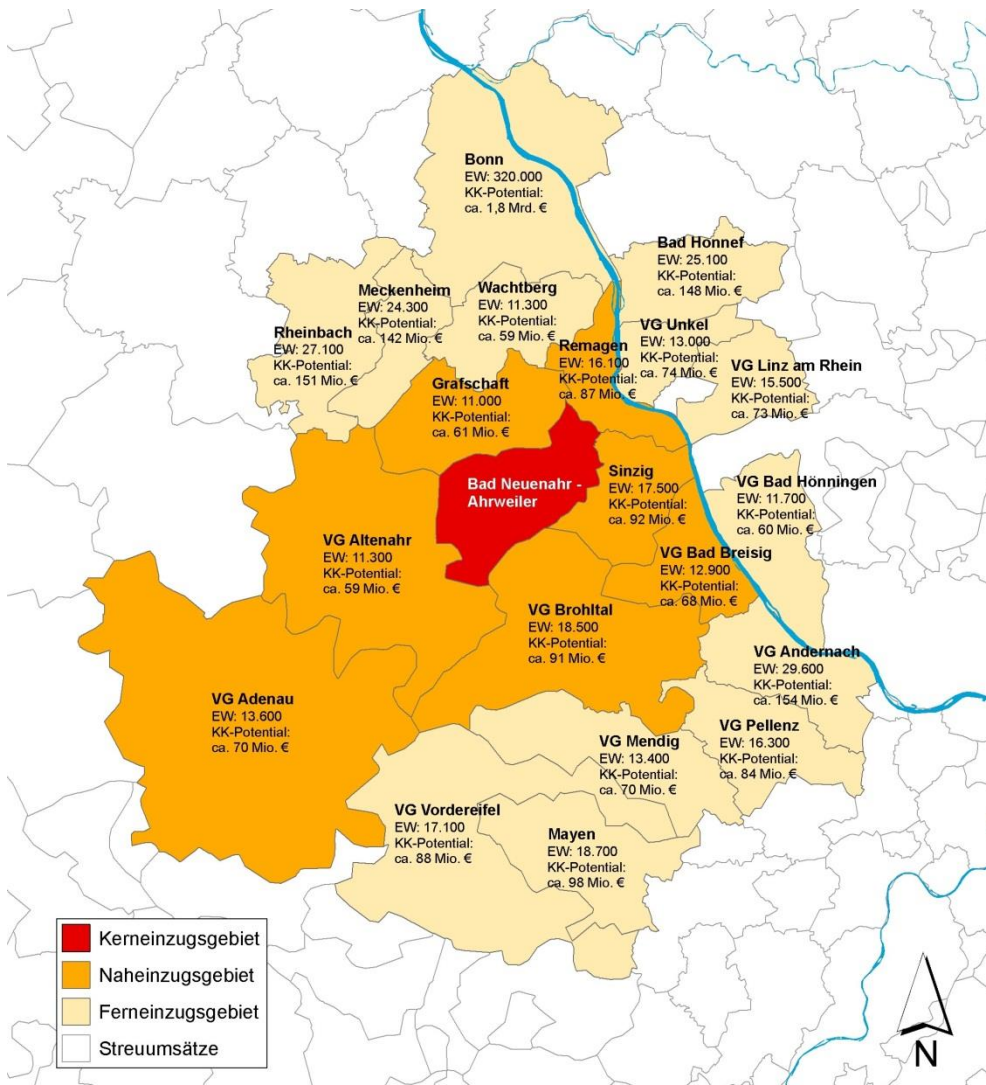 Bonn
EW: 320.000
KK-Potential:
ca. 1,8 Mrd. €
Bad Honnef
EW: 25.100
KK-Potential:
ca. 148 Mio. €
Meckenheim
EW: 24.300
KK-Potential:
ca. 142 Mio. €
Wachtberg
EW: 11.300
KK-Potential:
ca. 59 Mio. €
Rheinbach
EW: 27.100
KK-Potential:
ca. 151 Mio. €
Remagen
EW: 16.100
KK-Potential:
ca. 87 Mio. €
VG Unkel
EW: 13.000
KK-Potential:
ca. 74 Mio. €
VG Linz am Rhein
EW: 15.500
KK-Potential:
ca. 73 Mio. €
Grafschaft
EW: 11.000
KK-Potential:
ca. 61 Mio. €
Bad Neuenahr -
Ahrweiler
Sinzig
EW: 17.500
KK-Potential:
ca. 92 Mio. €
VG Bad Hönningen
EW: 11.700
KK-Potential:
ca. 60 Mio. €
VG Altenahr
EW: 11.300
KK-Potential:
ca. 59 Mio. €
VG Bad Breisig
EW: 12.900
KK-Potential:
ca. 68 Mio. €
VG Brohltal
EW: 18.500
KK-Potential:
ca. 91 Mio. €
VG Andernach
EW: 29.600
KK-Potential:
ca. 154 Mio. €
VG Adenau
EW: 13.600
KK-Potential:
ca. 70 Mio. €
VG Mendig
EW: 13.400
KK-Potential:
ca. 70 Mio. €
VG Pellenz
EW: 16.300
KK-Potential:
ca. 84 Mio. €
VG Vordereifel
EW: 17.100
KK-Potential:
ca. 88 Mio. €
Mayen
EW: 18.700
KK-Potential:
ca. 98 Mio. €
Kerneinzugsgebiet
Naheinzugsgebiet
Ferneinzugsgebiet
Streuumsätze
N